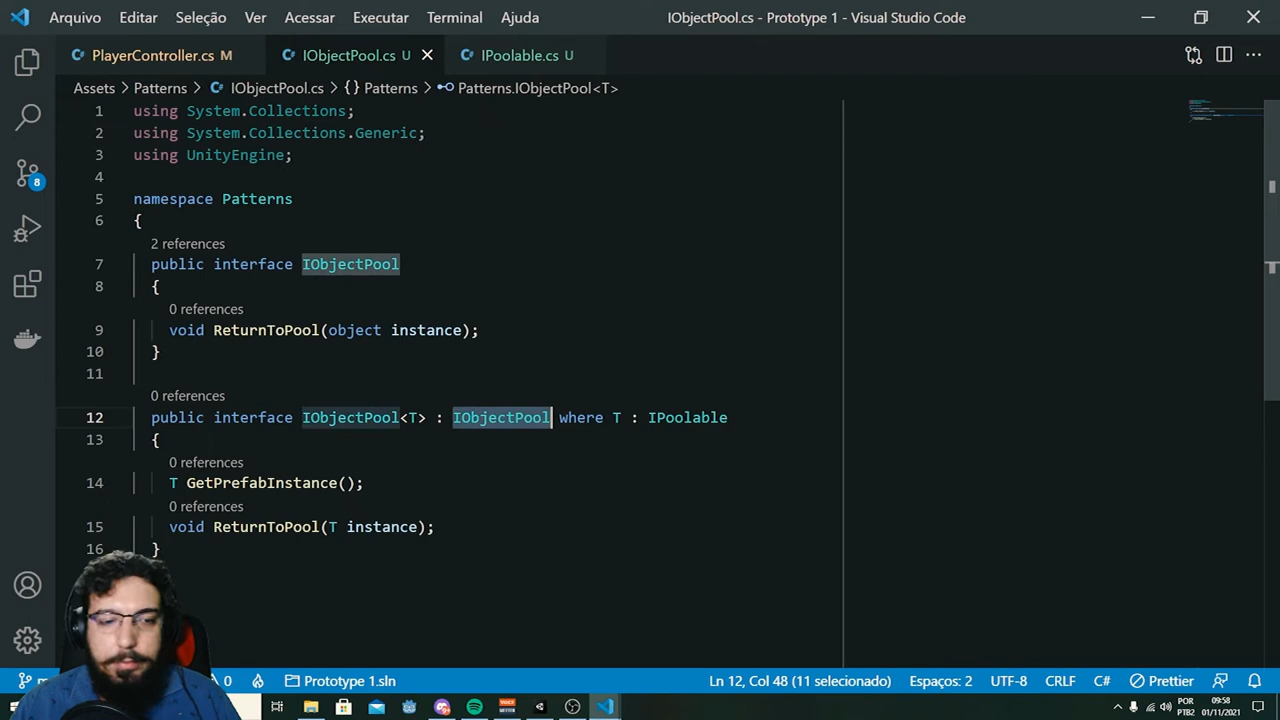 Arquivo Editar Seleção Ver Acessar Executar Terminal Ajuda IObjectPool.cs - Prototype 1 - Visual Studio Code
PlayerController.cs M IObjectPool.cs U IPoolable.cs U
Assets Patterns IObjectPool.cs {} Patterns Patterns.IObjectPool<T>
1 using System.Collections;
2 using System.Collections.Generic;
3 using UnityEngine;
4
5 namespace Patterns
6 {
2 references
7 public interface IObjectPool
8 {
0 references
9 void ReturnToPool(object instance);
10 }
11
0 references
12 public interface IObjectPool<T> : IObjectPool where T : IPoolable
13 {
0 references
14 T GetPrefabInstance();
0 references
15 void ReturnToPool(T instance);
16 }
8
0 Prototype 1.sln Ln 12, Col 48 (11 selecionado) Espaços: 2 UTF-8 CRLF C# Prettier
POR 09:58
PTB2 01/11/2021